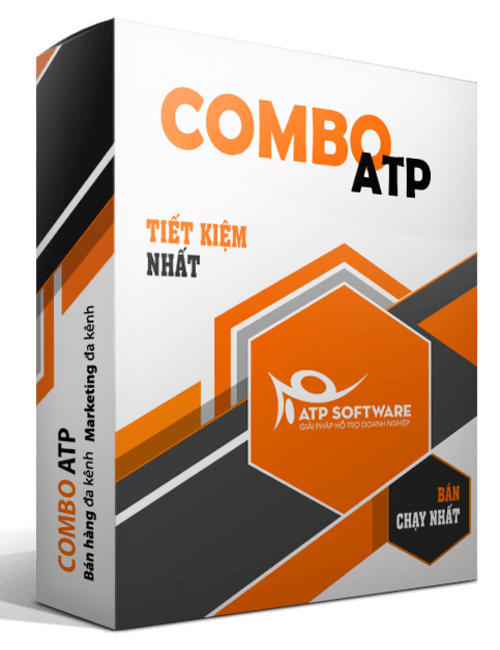 COMBO
ATP
TIẾT KIỆM
NHẤT
ATP SOFTWARE
GIẢI PHÁP HỖ TRỢ DOANH NGHIỆP
BÁN
CHẠY NHẤT
COMBO ATP
Bán hàng đa kênh Marketing đa kênh